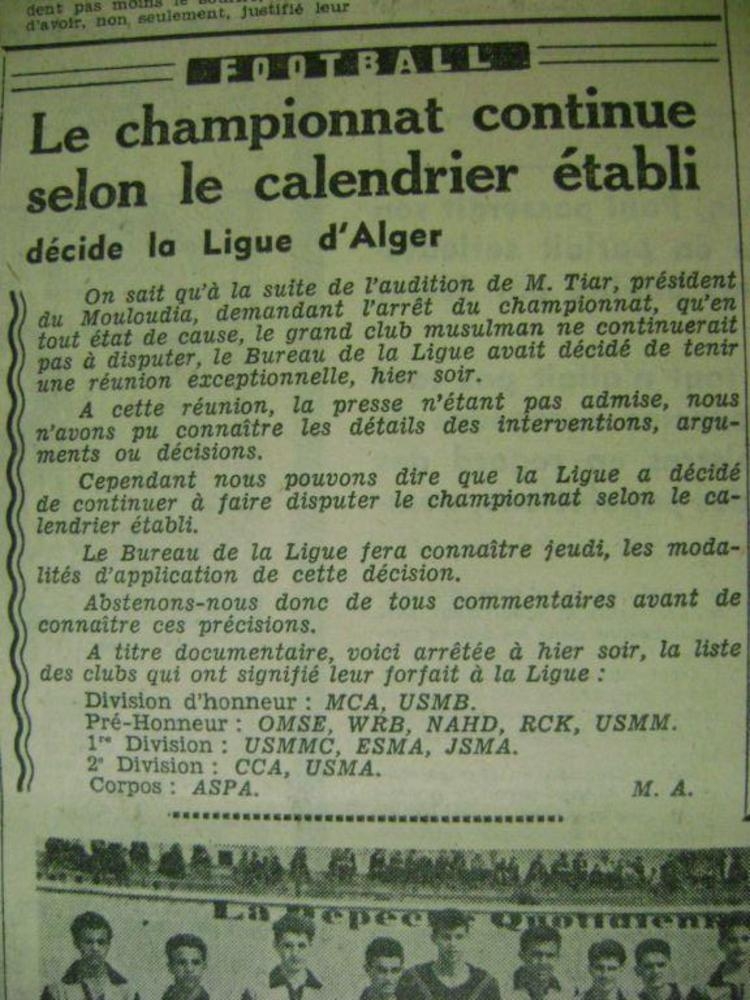 dent pas moins le
d'avoir, non seulement, justifié leur
FOOTBALL
Le championnat continue
selon le calendrier établi
décide la Ligue d'Alger
On sait qu'à la suite de l'audition de M. Tiar, président
du Mouloudia, demandant l'arrêt du championnat, qu'en
tout état de cause, le grand club musulman ne continuerait
pas à disputer, le Bureau de la Ligue avait décidé de tenir
une réunion exceptionnelle, hier soir.
A cette réunion, la presse n'étant pas admise, nous
n'avons pu connaître les détails des interventions, argu-
ments ou décisions.
Cependant nous pouvons dire que la Ligue a décidé
de continuer à faire disputer le championnat selon le ca-
lendrier établi.
Le Bureau de la Ligue fera connaître jeudi, les moda-
lités d'application de cette décision.
Abstenons-nous donc de tous commentaires avant de
connaître ces précisions.
A titre documentaire, voici arrêtée à hier soir, la liste
des clubs qui ont signifié leur forfait à la Ligue :
Division d'honneur : MCA, USMB.
Pré-Honneur : OMSE, WRB, NAHD, RCK, USMM.
1re Division : USMMC, ESMA, JSMA.
2e Division : CCA, USMA.
Corpos : ASPA. M. A.
La Dépêche Quotidienne